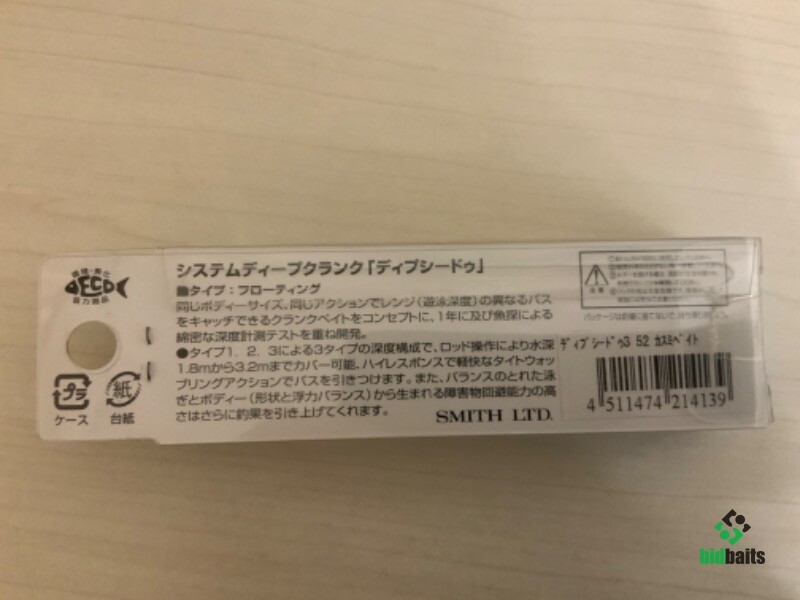 システムディープクランク「ディプシードゥ」
タイプ：フローティング
同じボディーサイズ、同じアクションでレンジ（遊泳深度）の異なるバス
をキャッチできるクランクベイトをコンセプトに、1年に及び魚探による
綿密な深度計測テストを重ね開発。
●タイプ1、2、3による3タイプの深度構成で、ロッド操作により水深
1.8mから3.2mまでカバー可能、ハイレスポンスで軽快なタイトウォッ
ブリングアクションでバスを引きつけます。また、バランスのとれた泳
ぎとボディー（形状と浮力バランス）から生まれる障害物回避能力の高
さはさらに釣果を引き上げてくれます。
SMITH LTD.
ECO
プラ
ケース
紙
台紙
ディプシードゥ3 52 カスミベイト
4 511474 214139
bidbaits